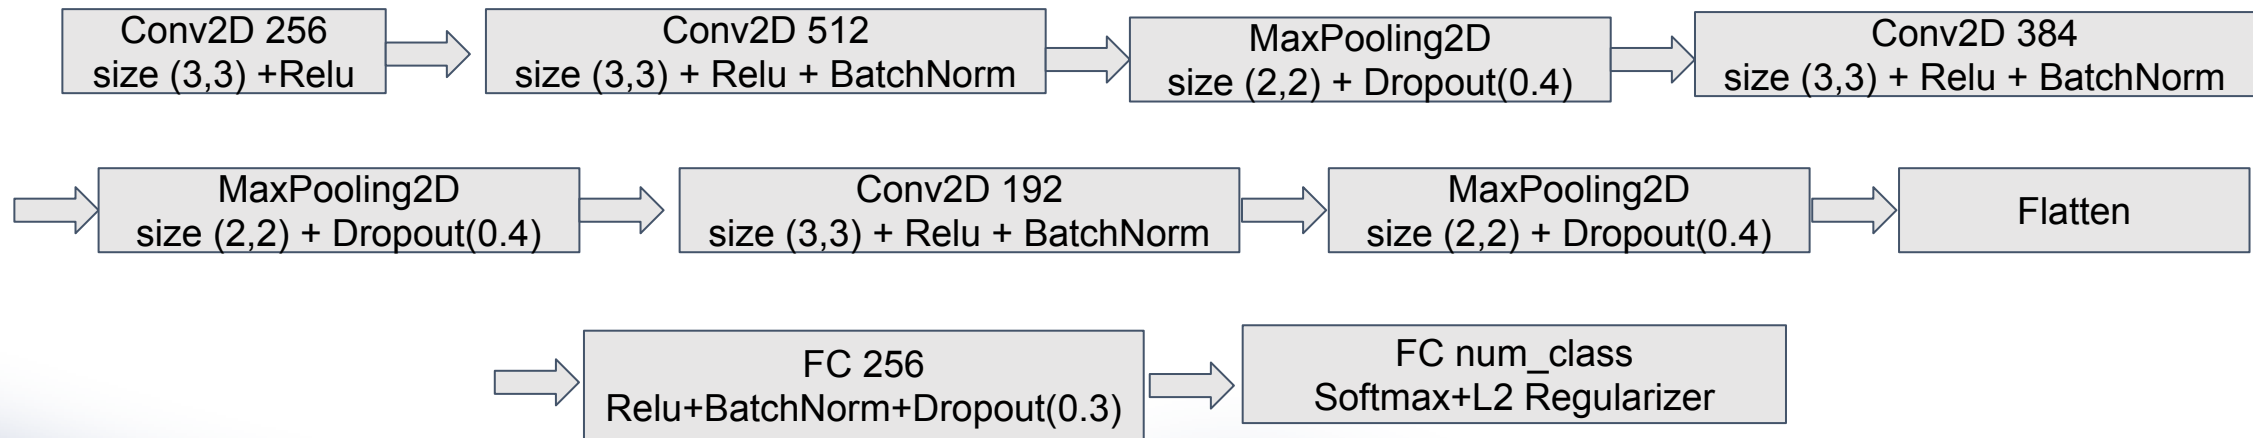 Conv2D 256
size (3,3) +Relu
Conv2D 512
size (3,3) + Relu + BatchNorm
MaxPooling2D
size (2,2) + Dropout(0.4)
Conv2D 384
size (3,3) + Relu + BatchNorm
MaxPooling2D
size (2,2) + Dropout(0.4)
Conv2D 192
size (3,3) + Relu + BatchNorm
MaxPooling2D
size (2,2) + Dropout(0.4)
Flatten
FC 256
Relu+BatchNorm+Dropout(0.3)
FC num_class
Softmax+L2 Regularizer